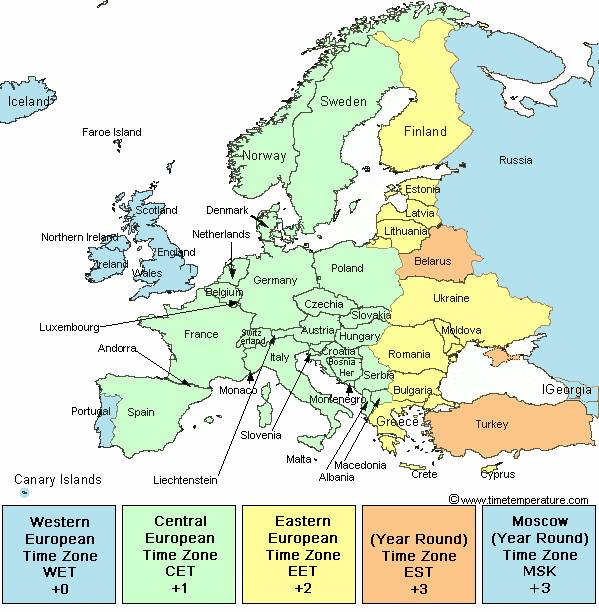 Iceland
Sweden
Faroe Island
Finland
Norway
Russia
Estonia
Scotland
Denmark
Latvia
Lithuania
Northern Ireland
Netherlands
England
Ireland
Belarus
Wales
Poland
Germany
Belgium
Ukraine
Czechia
Luxembourg
Slovakia
Austria
Moldova
France
Switz
erland
Hungary
Andorra
Croatia
Romania
Italy
Bosnia-
Her
Serbia
Monaco
Bulgaria
lGeorgia
Montenegro
Portugal
Spain
Greece
Turkey
Slovenia
Malta
Macedonia
Liechtenstein
Albania
Crete
Cyprus
Canary Islands
© www.timetemperature.com
Western
European
Time Zone
WET
+0
Central
European
Time Zone
CET
+1
Eastern
European
Time Zone
EET
+2
(Year Round)
Time Zone
EST
+3
Moscow
(Year Round)
Time Zone
MSK
+3